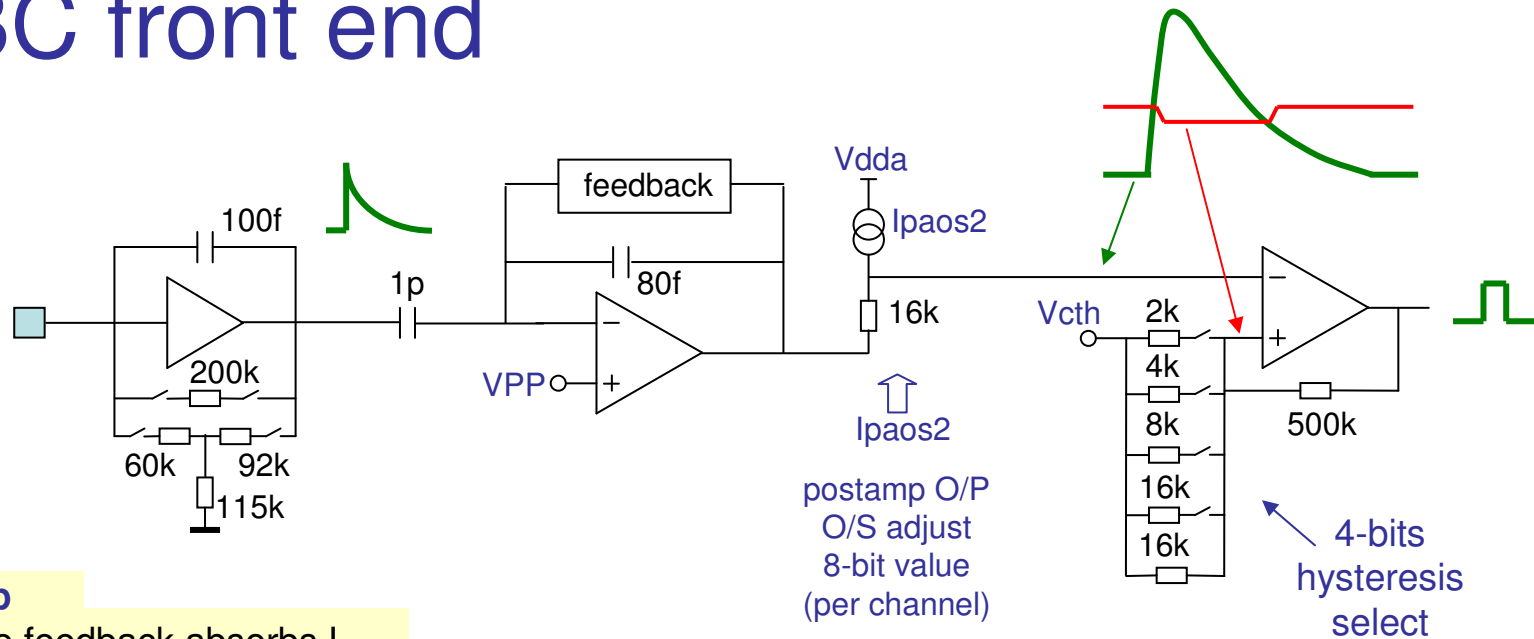 front end
feedback
100f
80f
1p
200k
60k
92k
115k
VPP
Vdda
Ipaos2
16k
Ipaos2
postamp O/P
O/S adjust
8-bit value
(per channel)
Vcth
2k
4k
8k
16k
16k
500k
4-bits
hysteresis
select
feedback absorbs